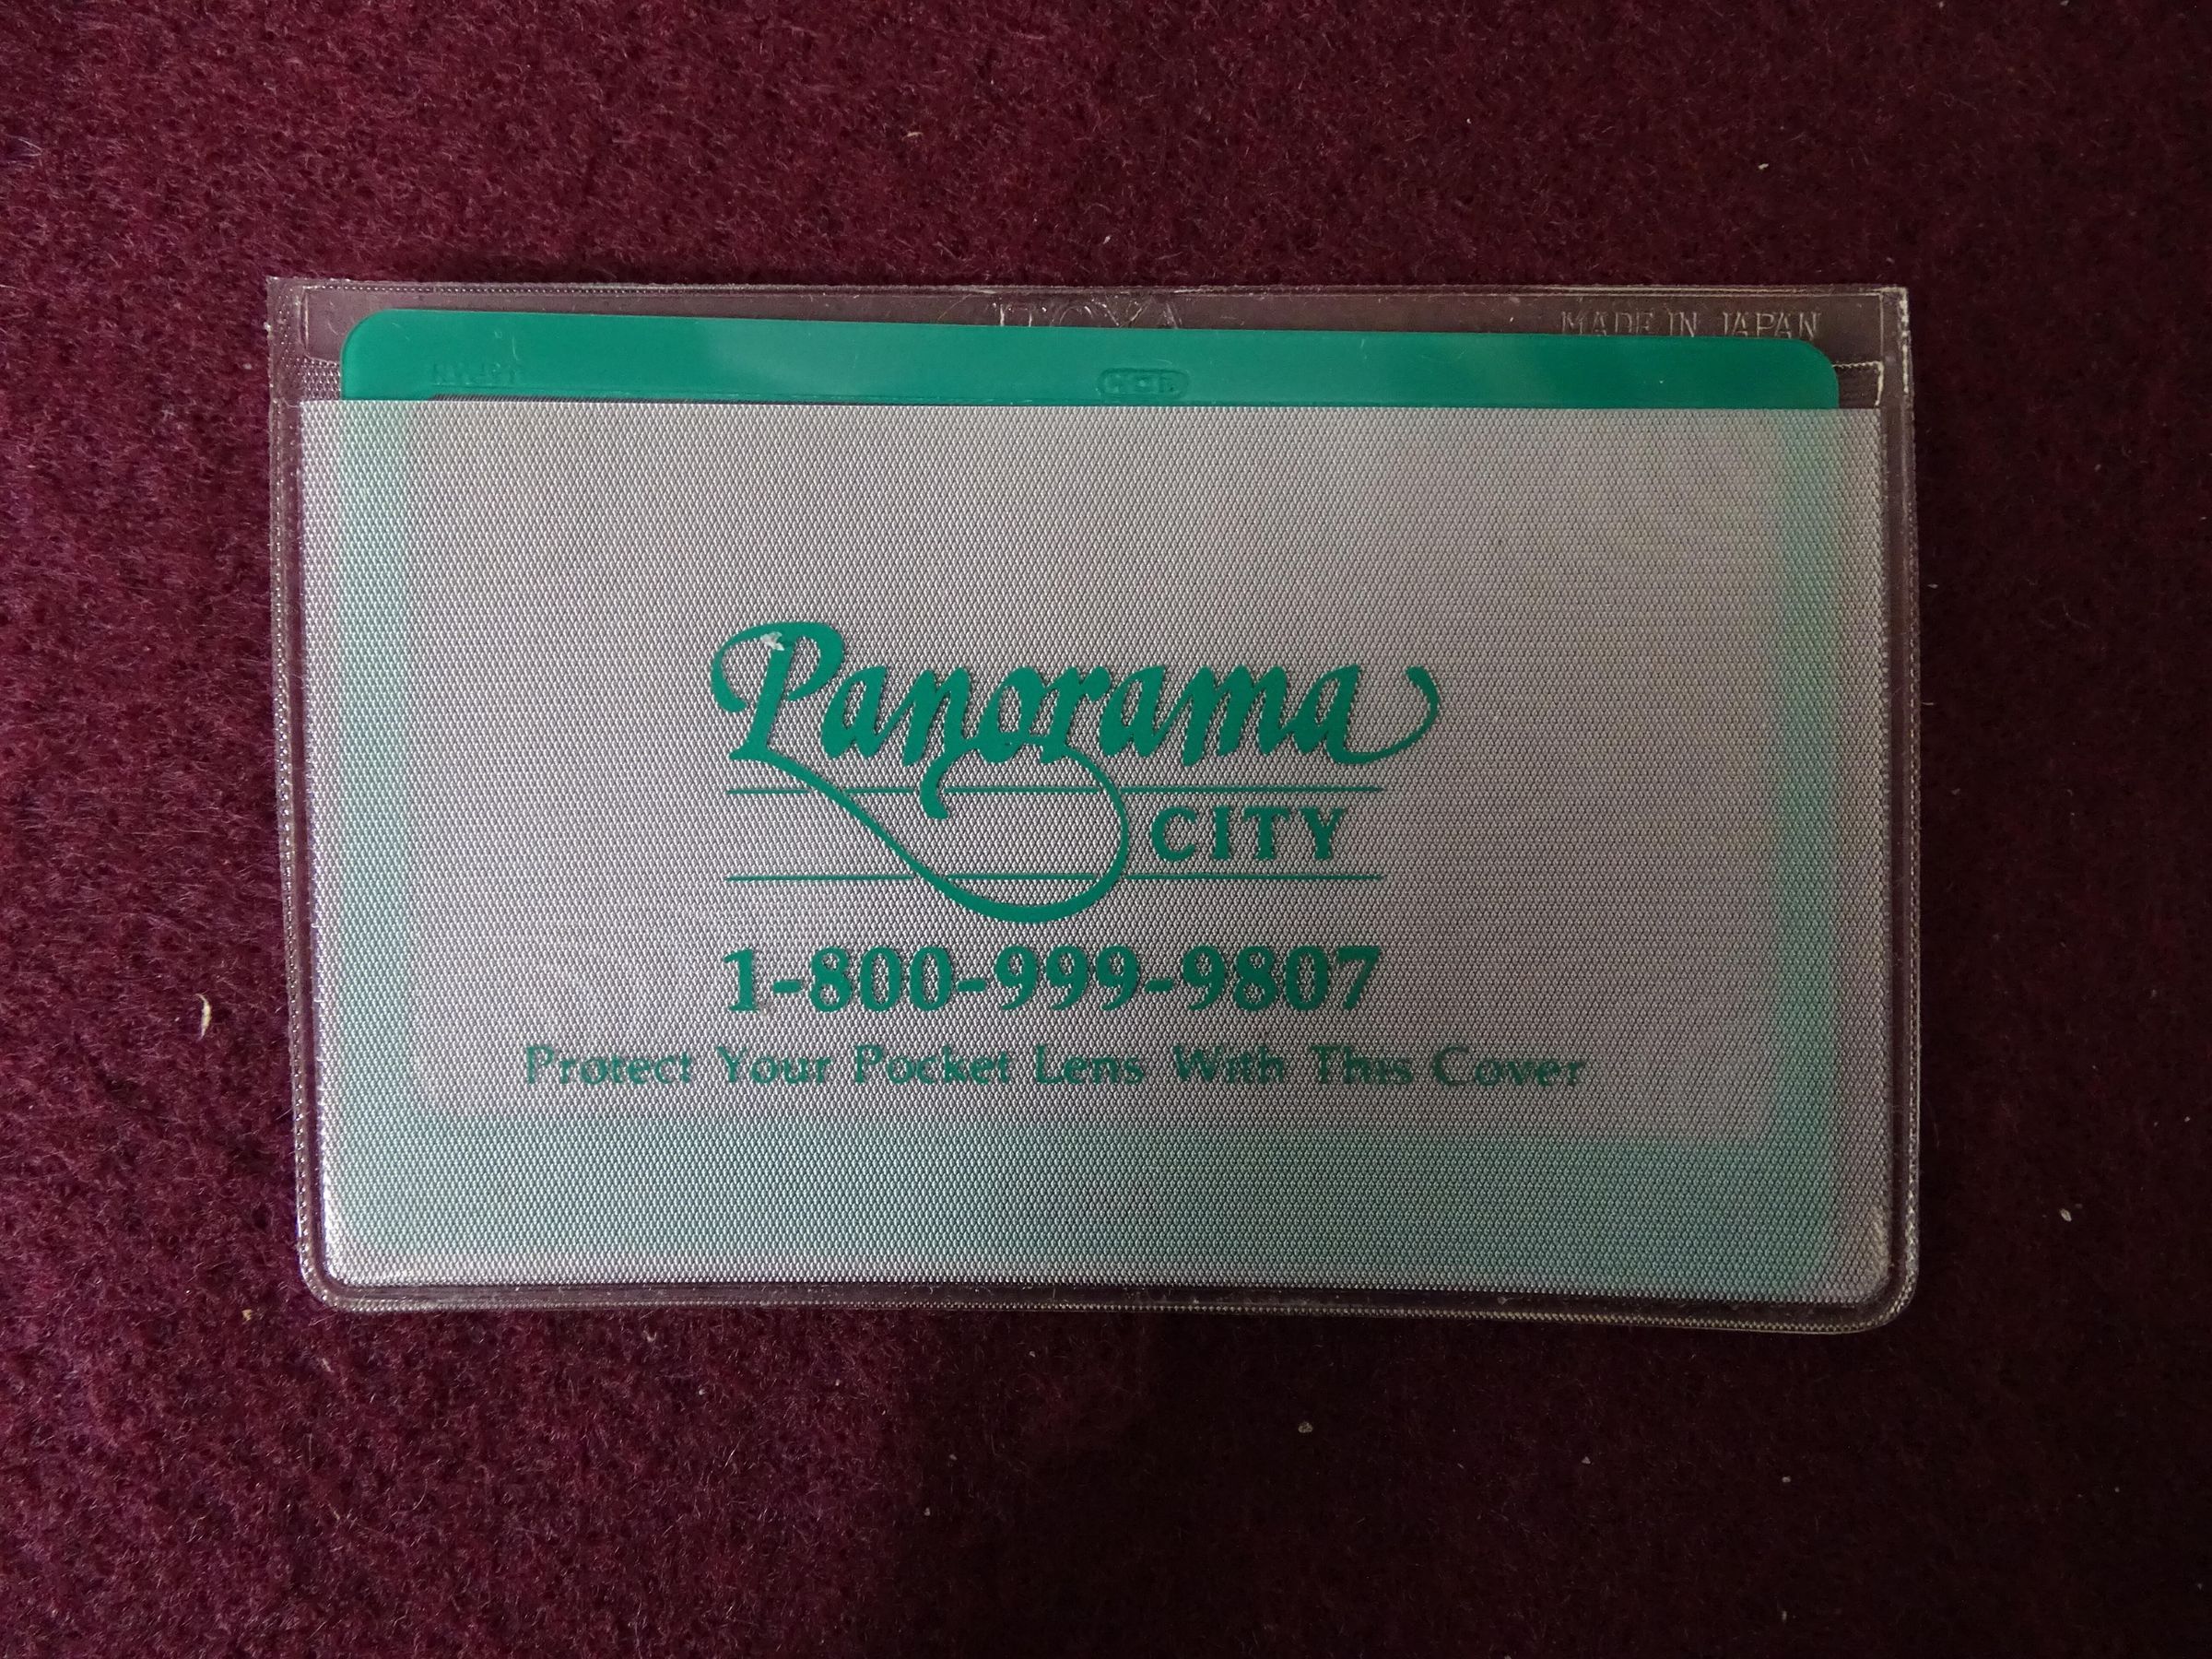 MADE IN JAPAN
Panorama
CITY
1-800-999-9807
Protect Your Pocket Lens With This Cover